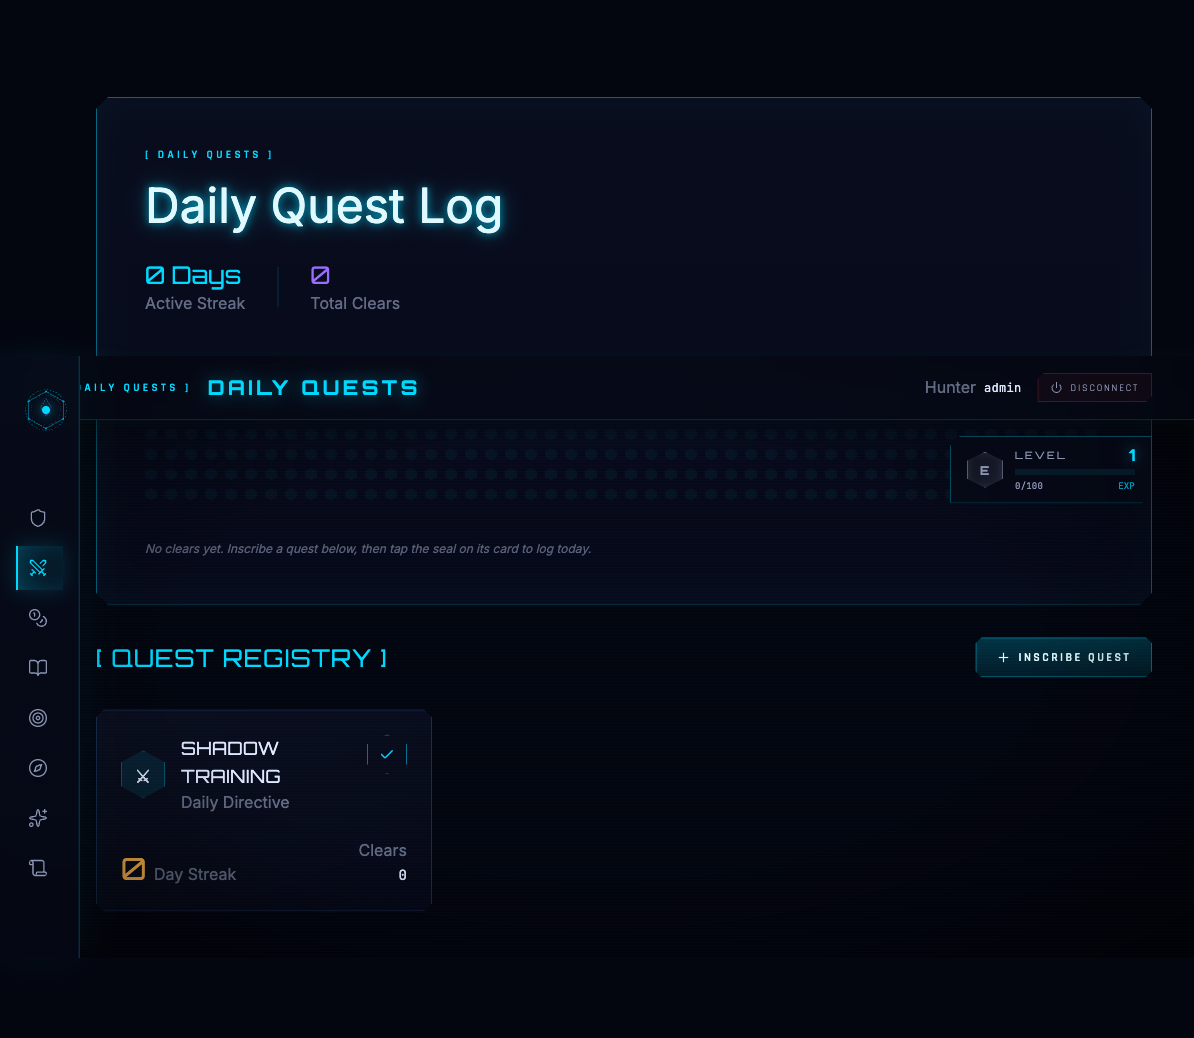 [ DAILY QUESTS ]
Daily Quest Log
0 Days
Active Streak
0
Total Clears
AILY QUESTS ]
DAILY QUESTS
Hunter admin
DISCONNECT
E
LEVEL
1
0/100
EXP
No clears yet. Inscribe a quest below, then tap the seal on its card to log today.
[ QUEST REGISTRY ]
+ INSCRIBE QUEST
SHADOW
TRAINING
Daily Directive
0 Day Streak
Clears
0